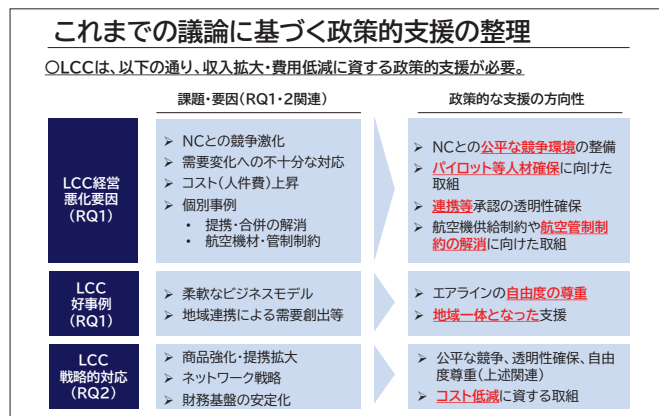 これまでの議論に基づく政策的支援の整理
○LCCは、以下の通り、収入拡大・費用低減に資する政策的支援が必要。
課題・要因(RQ1・2関連)
政策的な支援の方向性
LCC経営
悪化要因
(RQ1)
➢ NCとの競争激化
➢ 需要変化への不十分な対応
➢ コスト(人件費)上昇
➢ 個別事例
• 提携・合併の解消
• 航空機材・管制制約
➢ NCとの公平な競争環境の整備
➢ パイロット等人材確保に向けた
取組
➢ 連携等承認の透明性確保
➢ 航空機供給制約や航空管制制
約の解消に向けた取組
LCC
好事例
(RQ1)
➢ 柔軟なビジネスモデル
➢ 地域連携による需要創出等
➢ エアラインの自由度の尊重
➢ 地域一体となった支援
LCC
戦略的対応
(RQ2)
➢ 商品強化・提携拡大
➢ ネットワーク戦略
➢ 財務基盤の安定化
➢ 公平な競争、透明性確保、自由
度尊重(上述関連)
➢ コスト低減に資する取組